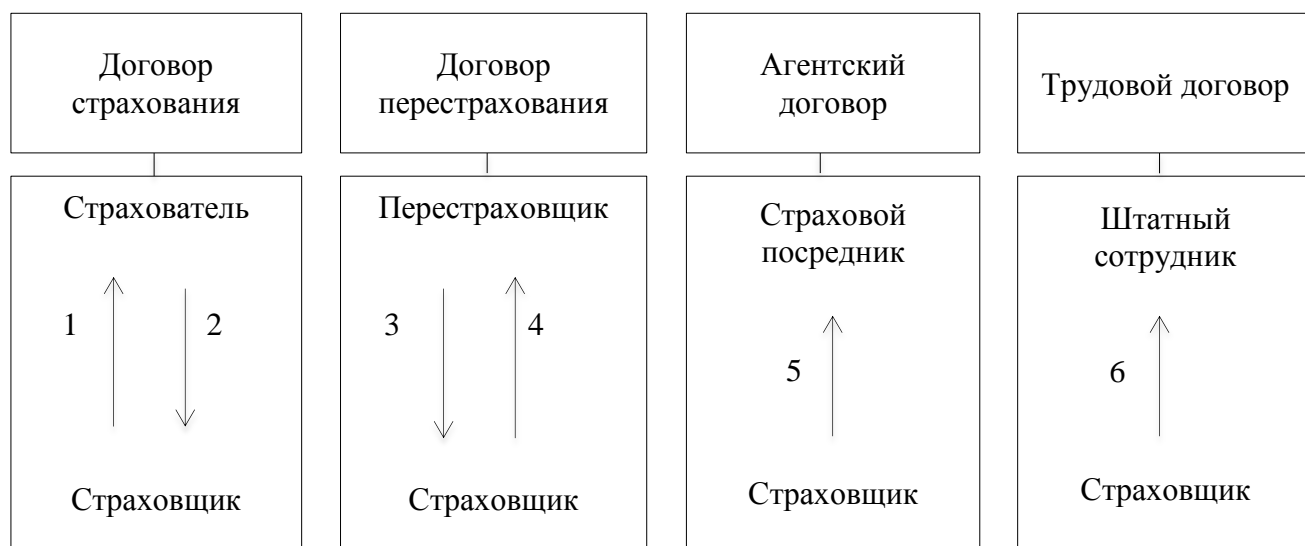 Договор
страхования
Договор
перестрахования
Агентский
договор
Трудовой договор
Страхователь
1
2
Страховщик
Перестраховщик
3
4
Страховщик
Страховой
посредник
5
Страховщик
Штатный
сотрудник
6
Страховщик